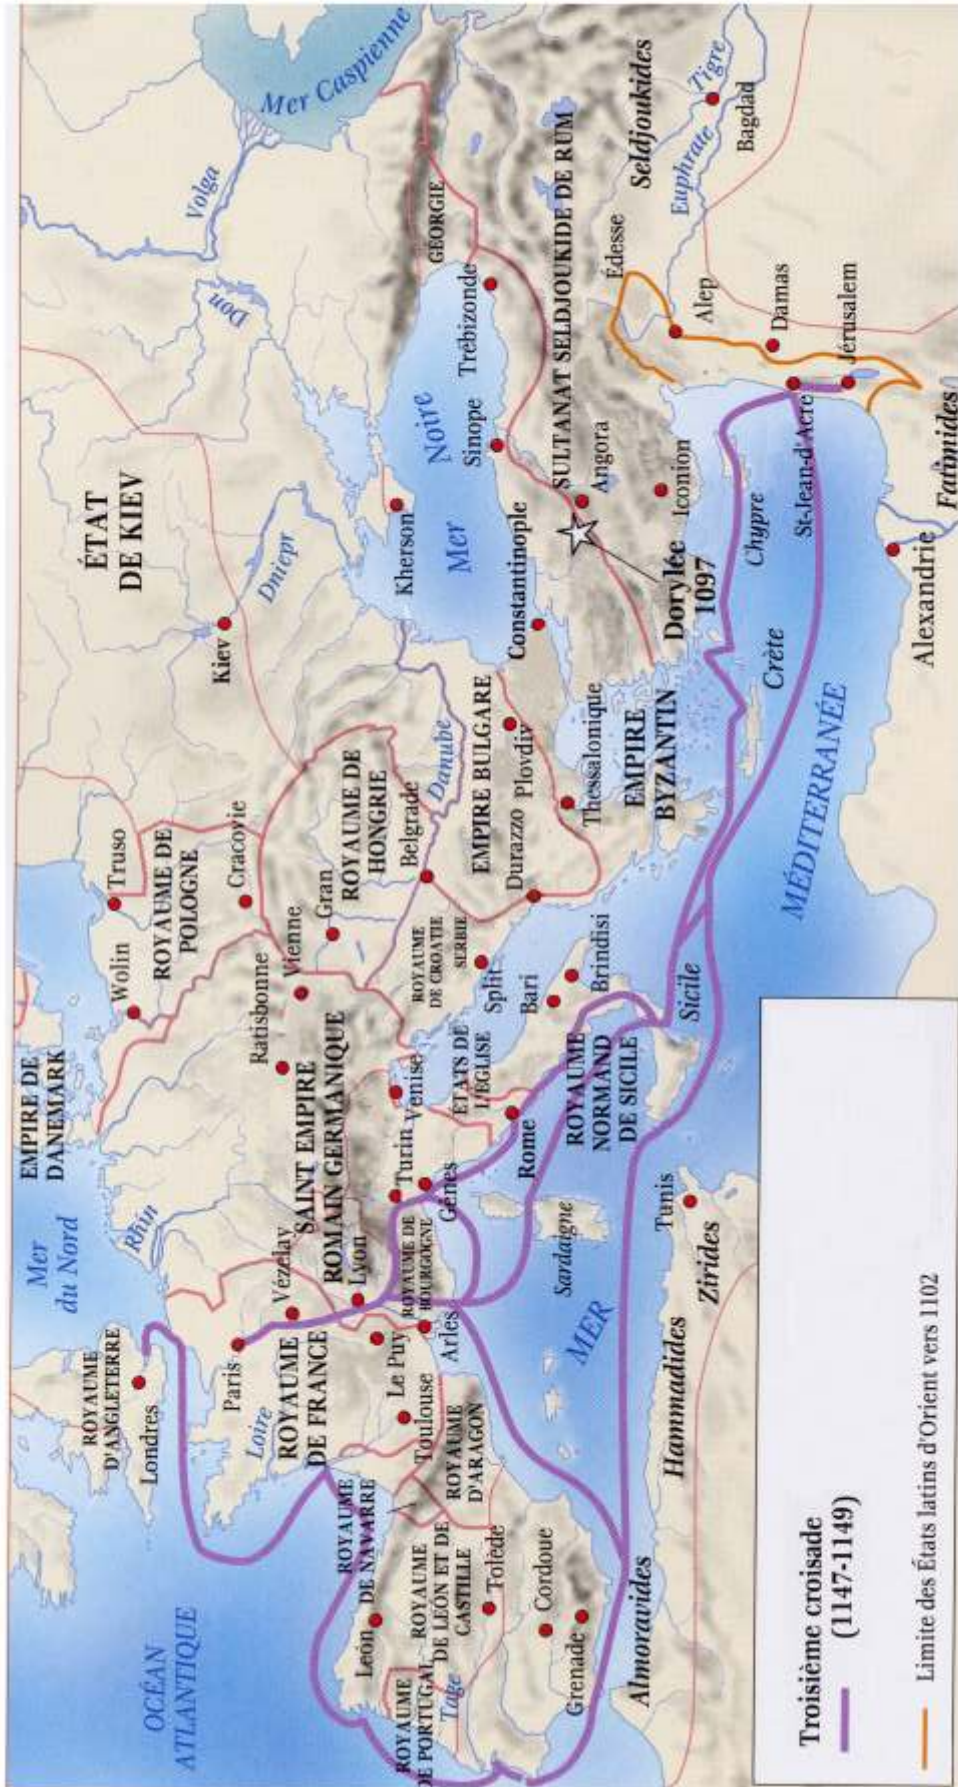 OCÉAN
ATLANTIQUE
ROYAUME
D'ANGLETERRE
Londres
Mer
du Nord
EMPIRE DE
DANEMARK
Wolin
Truso
ROYAUME DE
POLOGNE
Cracovie
ÉTAT
DE KIEV
Kiev
Dniepr
Don
Volga
Mer Caspienne
Rhin
Paris
Loire
Vézelay
ROYAUME
DE FRANCE
Lyon
Le Puy
Toulouse
Arles
ROYAUME DE
BOURGOGNE
SAINT EMPIRE
ROMAIN GERMANIQUE
Ratisbonne
Vienne
Gran
ROYAUME DE
HONGRIE
Belgrade
Danube
Kherson
Mer
Noire
Sinope
Trébizonde
GÉORGIE
ROYAUME
DE NAVARRE
León
ROYAUME
DE LEÓN ET DE
CASTILLE
ROYAUME
D'ARAGON
ROYAUME
DE PORTUGAL
Tage
Tolède
Cordoue
Grenade
Turin
Gênes
Venise
ÉTATS DE
L'ÉGLISE
Rome
ROYAUME
DE CROATIE
SERBIE
Split
Bari
Brindisi
EMPIRE BULGARE
Durazzo
Plovdiv
Constantinople
Thessalonique
EMPIRE
BYZANTIN
Dorylée
1097
Angora
Iconion
SULTANAT SELDJOUKIDE DE RUM
Seldjoukides
Tigre
Euphrate
Bagdad
Édesse
Alep
Damas
Jérusalem
St-Jean-d'Acre
Chypre
Crète
Sardaigne
ROYAUME
NORMAND
DE SICILE
Sicile
MER
MÉDITERRANÉE
Almoravides
Hammadides
Zirides
Tunis
Alexandrie
Fatimides
Troisième croisade
(1147-1149)
Limite des États latins d'Orient vers 1102